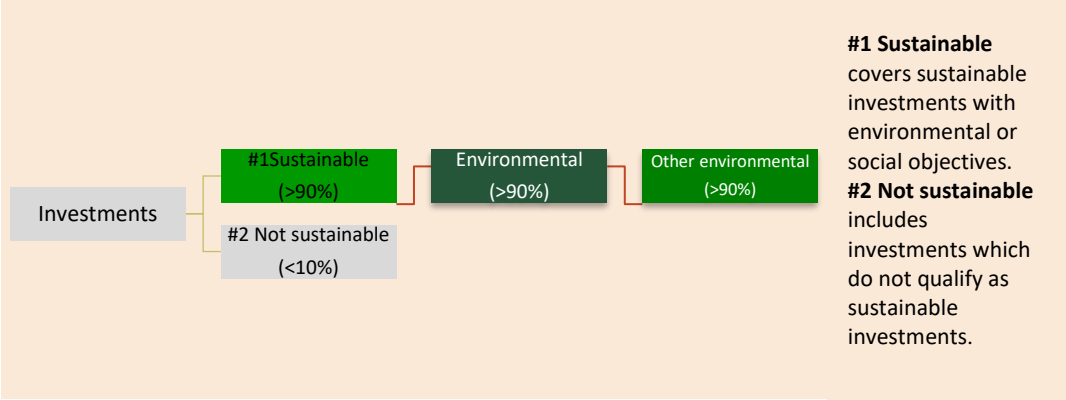 Investments
#1Sustainable
(>90%)
#2 Not sustainable
(<10%)
Environmental
(>90%)
Other environmental
(>90%)
#1 Sustainable
covers sustainable
investments with
environmental or
social objectives.
#2 Not sustainable
includes
investments which
do not qualify as
sustainable
investments.